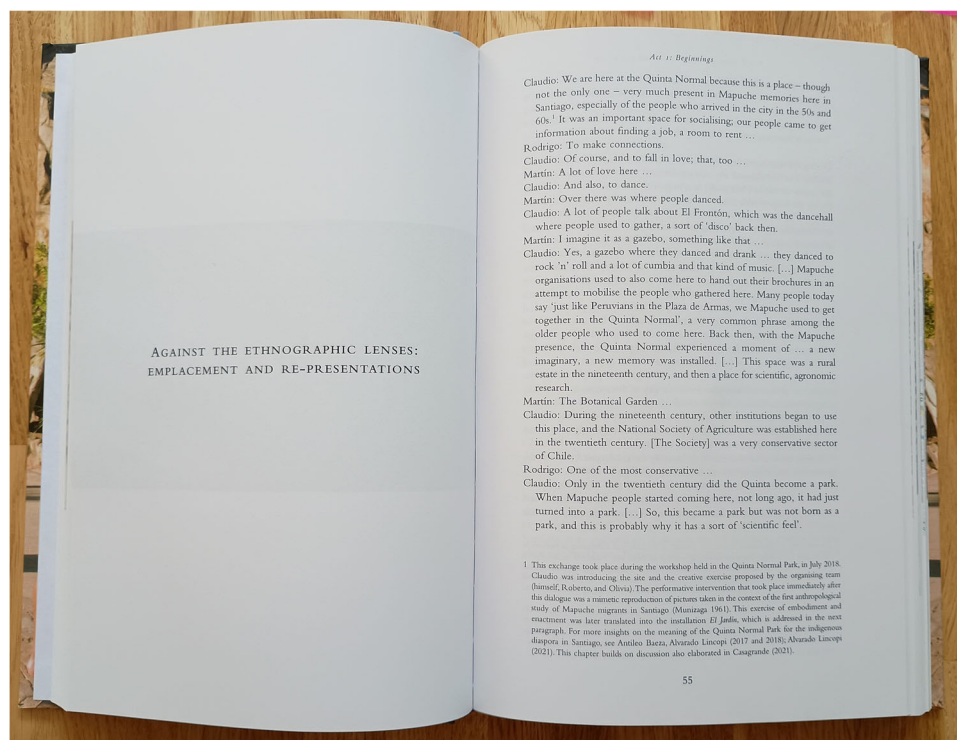 AGAINST THE ETHNOGRAPHIC LENSES:
EMPLACEMENT AND RE-PRESENTATIONS
Act 1: Beginnings
Claudio: We are here at the Quinta Normal because this is a place – though
not the only one – very much present in Mapuche memories here in
Santiago, especially of the people who arrived in the city in the 50s and
60s.¹ It was an important space for socialising; our people came to get
information about finding a job, a room to rent …
Rodrigo: To make connections.
Claudio: Of course, and to fall in love; that, too …
Martín: A lot of love here …
Claudio: And also, to dance.
Martín: Over there was where people danced.
Claudio: A lot of people talk about El Frontón, which was the dancehall
where people used to gather, a sort of 'disco' back then.
Martín: I imagine it as a gazebo, something like that …
Claudio: Yes, a gazebo where they danced and drank … they danced to
rock 'n' roll and a lot of cumbia and that kind of music. […] Mapuche
organisations used to also come here to hand out their brochures in an
attempt to mobilise the people who gathered here. Many people today
say 'just like Peruvians in the Plaza de Armas, we Mapuche used to get
together in the Quinta Normal', a very common phrase among the
older people who used to come here. Back then, with the Mapuche
presence, the Quinta Normal experienced a moment of … a new
imaginary, a new memory was installed. […] This space was a rural
estate in the nineteenth century, and then a place for scientific, agronomic
research.
Martín: The Botanical Garden …
Claudio: During the nineteenth century, other institutions began to use
this place, and the National Society of Agriculture was established here
in the twentieth century. [The Society] was a very conservative sector
of Chile.
Rodrigo: One of the most conservative …
Claudio: Only in the twentieth century did the Quinta become a park.
When Mapuche people started coming here, not long ago, it had just
turned into a park. […] So, this became a park but was not born as a
park, and this is probably why it has a sort of 'scientific feel'.
1 This exchange took place during the workshop held in the Quinta Normal Park, in July 2018.
Claudio was introducing the site and the creative exercise proposed by the organising team
(himself, Roberto, and Olivia). The performative intervention that took place immediately after
this dialogue was a mimetic reproduction of pictures taken in the context of the first anthropological
study of Mapuche migrants in Santiago (Munizaga 1961). This exercise of embodiment and
enactment was later translated into the installation El Jardín, which is addressed in the next
paragraph. For more insights on the meaning of the Quinta Normal Park for the indigenous
diaspora in Santiago, see Antileo Baeza, Alvarado Lincopi (2017 and 2018); Alvarado Lincopi
(2021). This chapter builds on discussion also elaborated in Casagrande (2021).
55